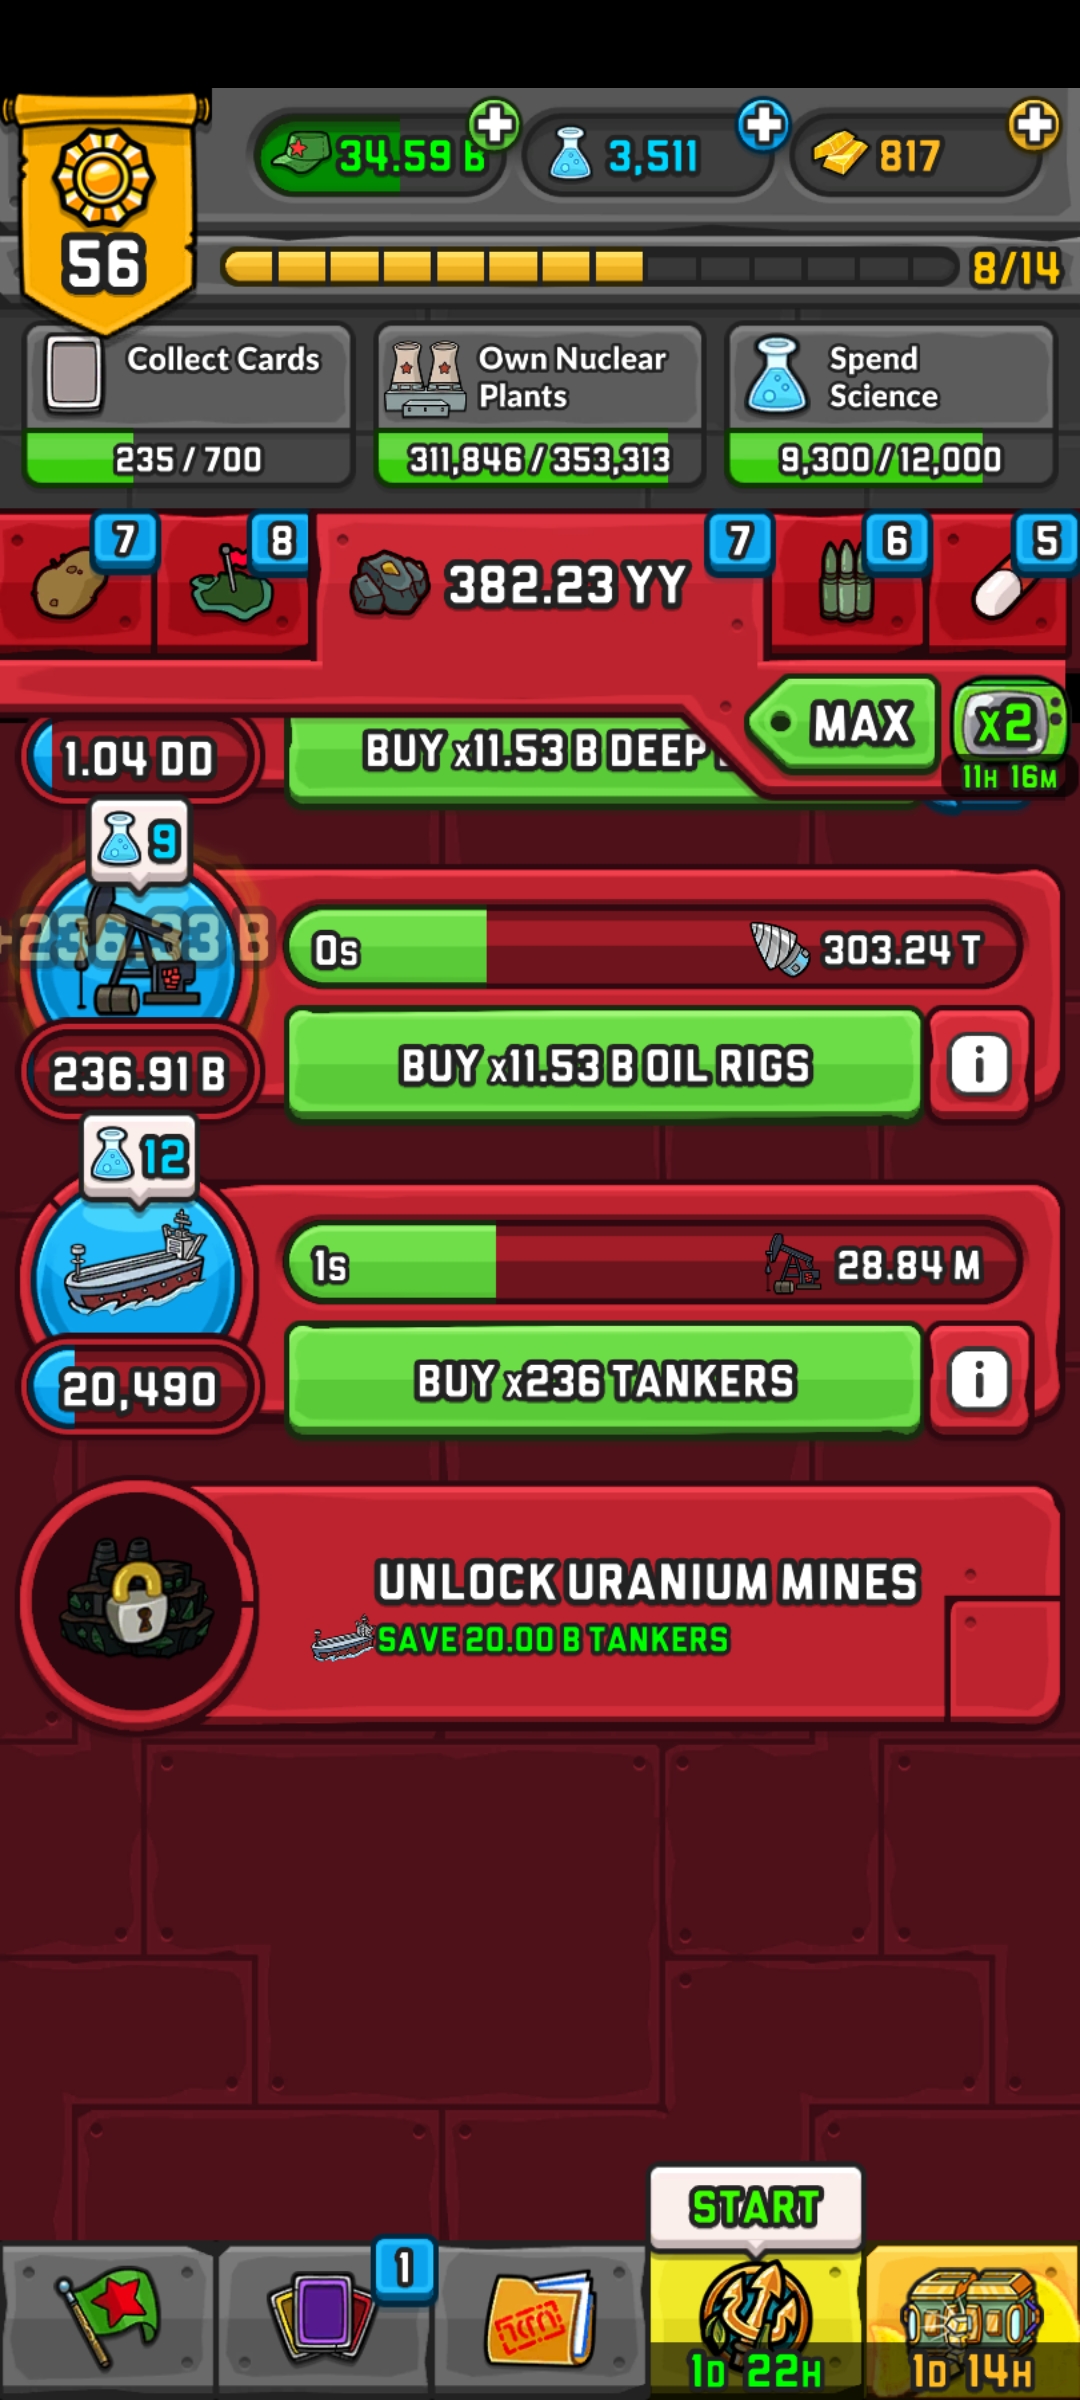 56
34.59 B
3,511
817
8/14
Collect Cards
235 / 700
Own Nuclear
Plants
311,846 / 353,313
Spend
Science
9,300 / 12,000
7
8
382.23 YY
7
6
5
MAX
x2
11H 16M
1.04 DD
BUY x11.53 B DEEP
9
+236.33 B
0s
303.24 T
236.91 B
BUY x11.53 B OIL RIGS
i
12
1s
28.84 M
20,490
BUY x236 TANKERS
i
UNLOCK URANIUM MINES
SAVE 20.00 B TANKERS
START
1
1D 22H
1D 14H